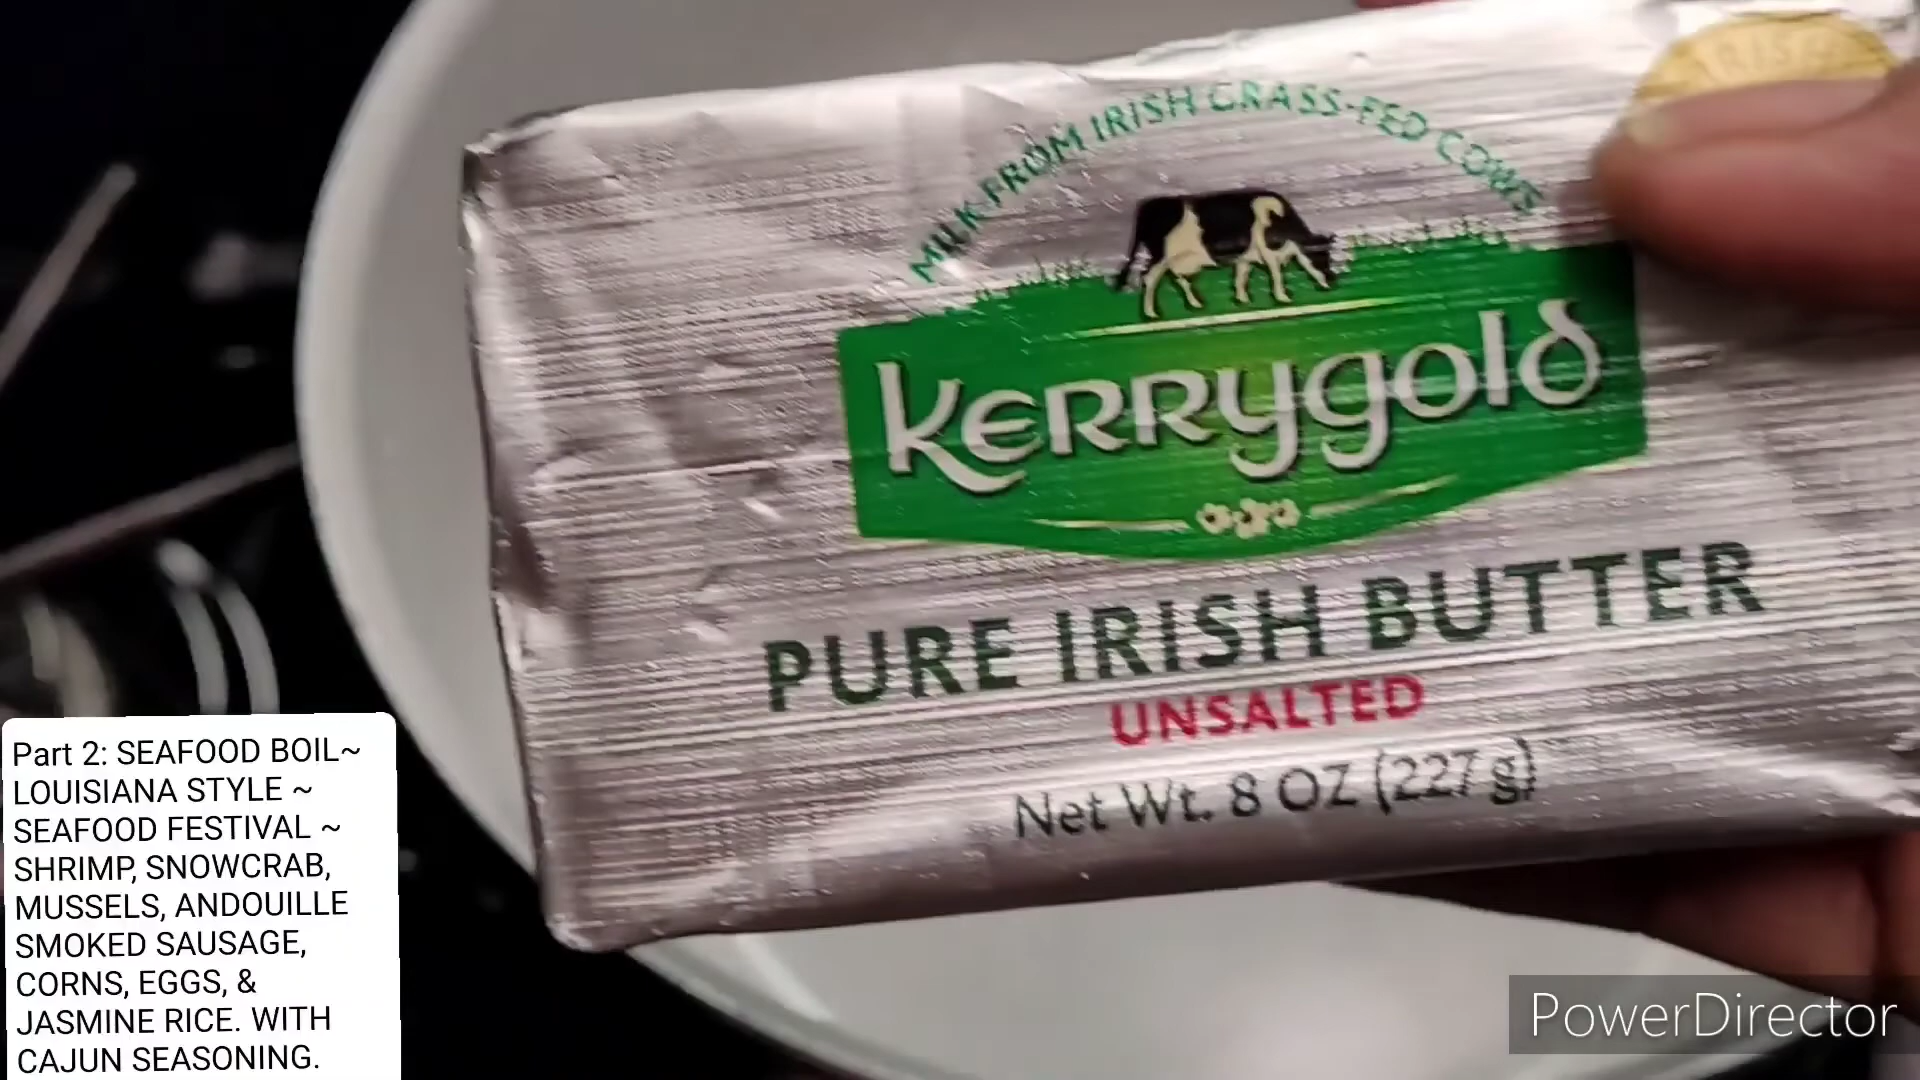 IRISH
MILK FROM IRISH GRASS-FED COWS
Kerrygold
PURE IRISH BUTTER
UNSALTED
Net Wt. 8 OZ (227 g)
Part 2: SEAFOOD BOIL~
LOUISIANA STYLE ~
SEAFOOD FESTIVAL ~
SHRIMP, SNOWCRAB,
MUSSELS, ANDOUILLE
SMOKED SAUSAGE,
CORNS, EGGS, &
JASMINE RICE. WITH
CAJUN SEASONING.
PowerDirector